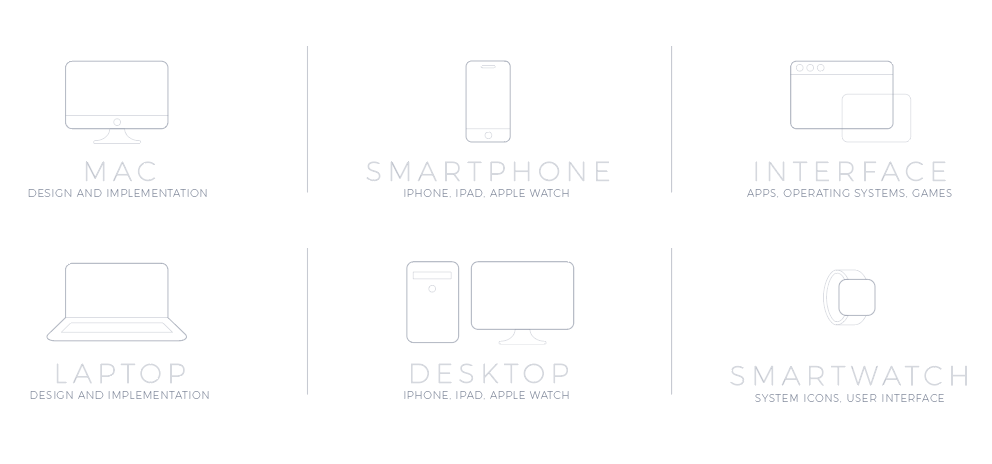 MAC
DESIGN AND IMPLEMENTATION
SMARTPHONE
IPHONE, IPAD, APPLE WATCH
INTERFACE
APPS, OPERATING SYSTEMS, GAMES
LAPTOP
DESIGN AND IMPLEMENTATION
DESKTOP
IPHONE, IPAD, APPLE WATCH
SMARTWATCH
SYSTEM ICONS, USER INTERFACE